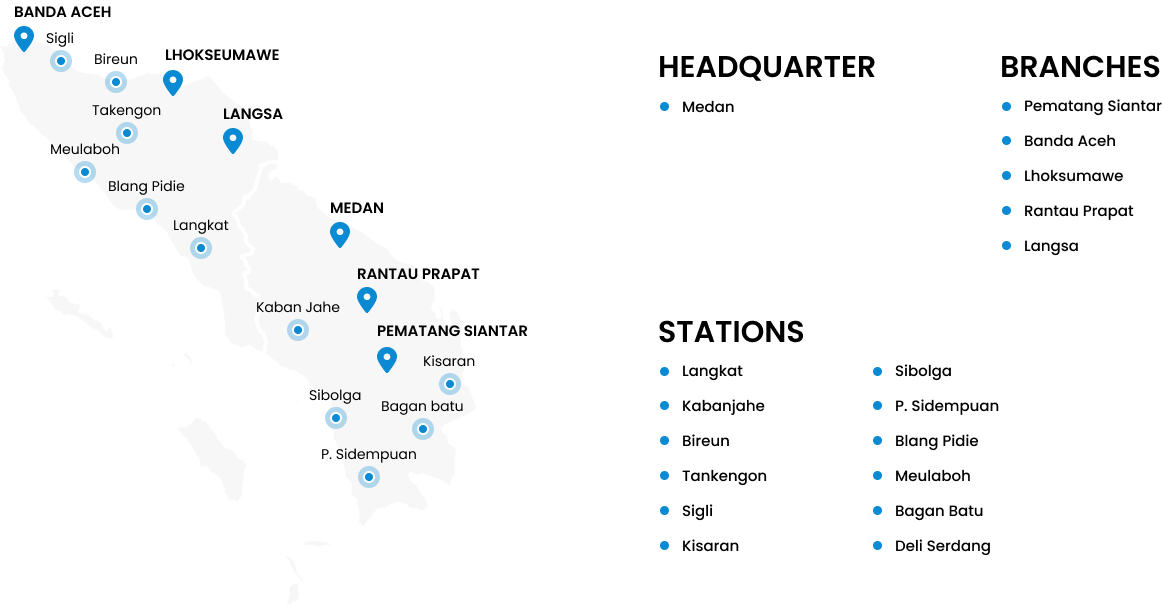 BANDA ACEH
Sigli
Bireun
LHOKSEUMAWE
Takengon
LANGSA
Meulaboh
Blang Pidie
Langkat
MEDAN
RANTAU PRAPAT
Kaban Jahe
PEMATANG SIANTAR
Kisaran
Sibolga
Bagan batu
P. Sidempuan
HEADQUARTER
Medan
BRANCHES
Pematang Siantar
Banda Aceh
Lhoksumawe
Rantau Prapat
Langsa
STATIONS
Langkat
Kabanjahe
Bireun
Tankengon
Sigli
Kisaran
Sibolga
P. Sidempuan
Blang Pidie
Meulaboh
Bagan Batu
Deli Serdang